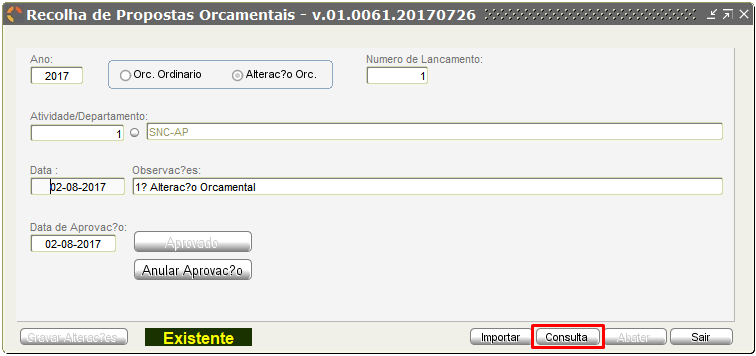 Recolha de Propostas Orcamentais - v.01.0061.20170726
Ano:
Numero de Lancamento:
2017
Orc. Ordinario
Alterac?o Orc.
1
Atividade/Departamento:
1
SNC-AP
Data :
Observac?es:
02-08-2017
1? Alterac?o Orcamental
Data de Aprovac?o:
02-08-2017
Aprovado
Anular Aprovac?o
Gravar Alterac?es
Existente
Importar
Consulta
Abater
Sair